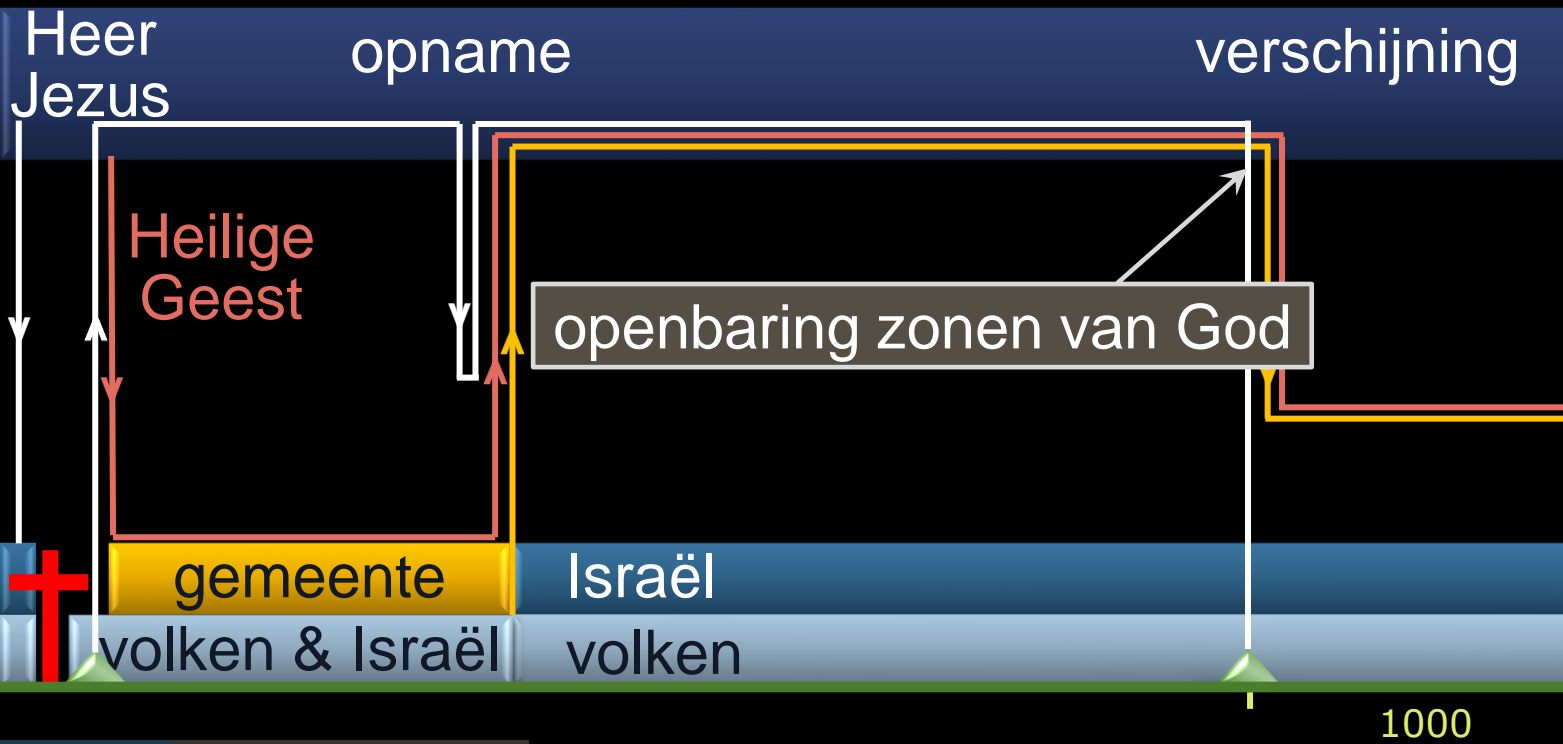 Heer
Jezus
opname
verschijning
Heilige
Geest
openbaring zonen van God
gemeente
Israël
volken & Israël
volken
1000